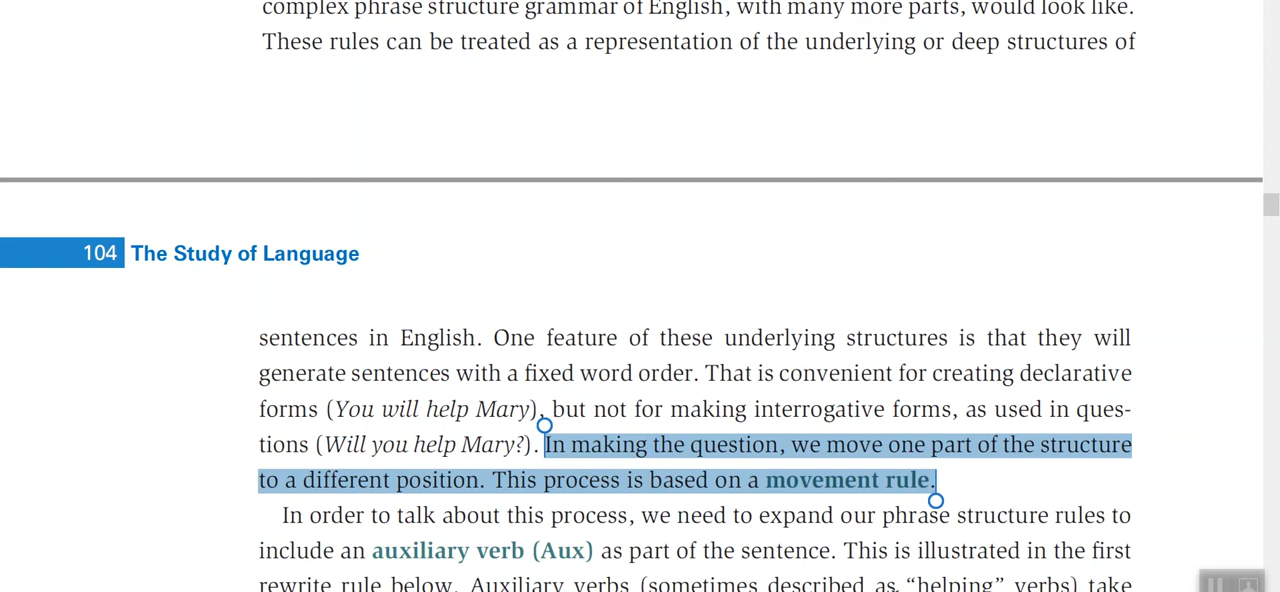 complex phrase structure grammar of English, with many more parts, would look like.
These rules can be treated as a representation of the underlying or deep structures of
104 The Study of Language
sentences in English. One feature of these underlying structures is that they will
generate sentences with a fixed word order. That is convenient for creating declarative
forms (You will help Mary), but not for making interrogative forms, as used in ques-
tions (Will you help Mary?). In making the question, we move one part of the structure
to a different position. This process is based on a movement rule.
In order to talk about this process, we need to expand our phrase structure rules to
include an auxiliary verb (Aux) as part of the sentence. This is illustrated in the first
rewrite rule below. Auxiliary verbs (sometimes described as “helping” verbs) take